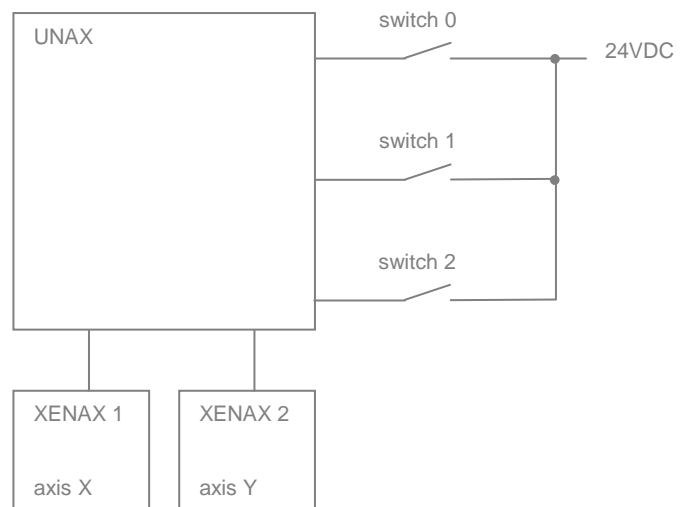 switch 0
UNAX
24VDC
switch 1
switch 2
XENAX 1
XENAX 2
axis X
axis Y